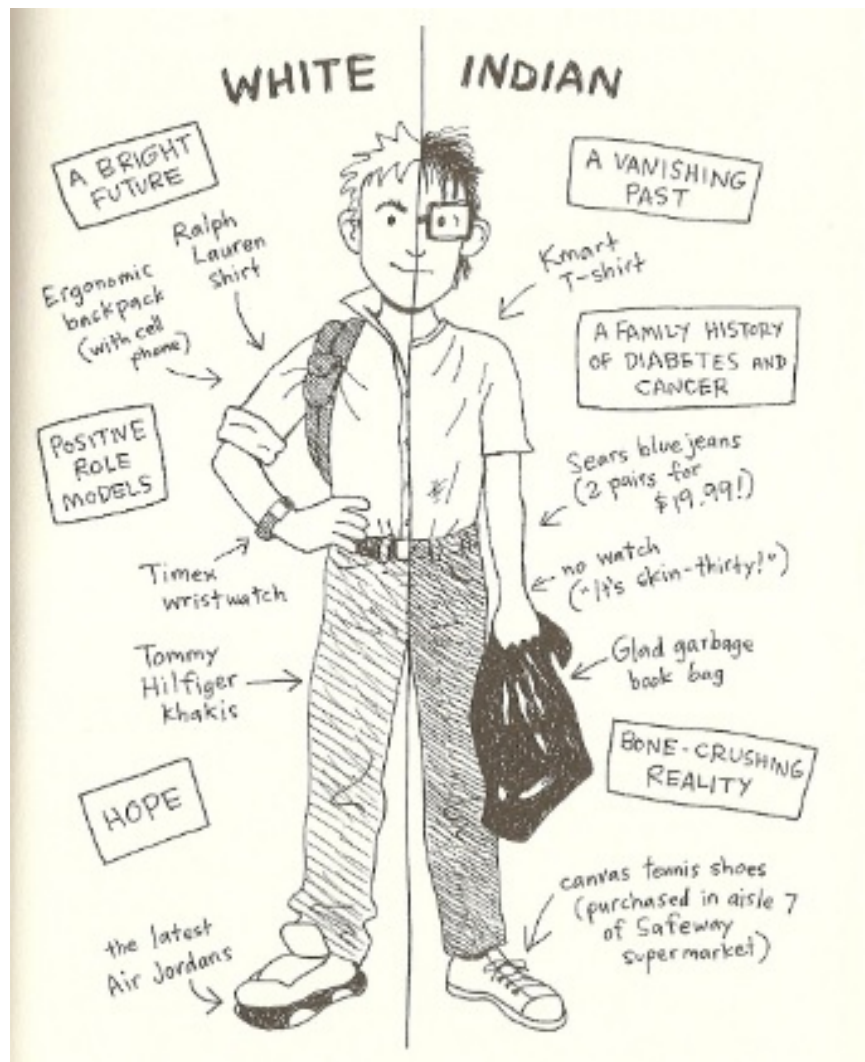 WHITE
INDIAN
A BRIGHT
FUTURE
Ralph
Lauren
shirt
Ergonomic
backpack
(with cell
phone)
POSITIVE
ROLE
MODELS
Timex
wristwatch
Tommy
Hilfiger
khakis
HOPE
the latest
Air Jordans
A VANISHING
PAST
Kmart
T-shirt
A FAMILY HISTORY
OF DIABETES AND
CANCER
Sears blue jeans
(2 pairs for
$19.99!)
no watch
("It's skin-thirty!")
Glad garbage
book bag
BONE-CRUSHING
REALITY
canvas tennis shoes
(purchased in aisle 7
of Safeway
supermarket)